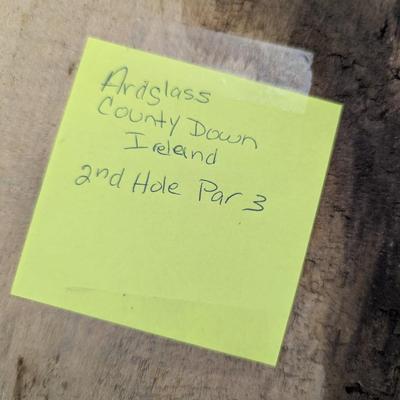 Ardglass
County Down
Ireland
2nd Hole Par 3